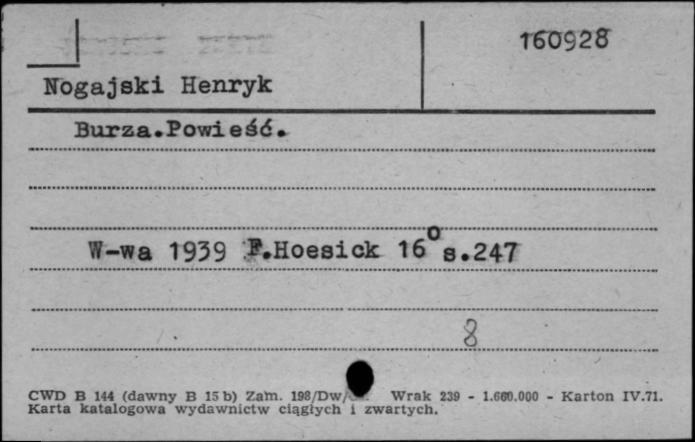 160928
Nogajski Henryk
Burza.Powieść.
W-wa 1939 F.Hoesick 16o s.247
8
CWD B 144 (dawny B 15 b) Zam. 198/Dw/ Wrak 239 - 1.660.000 - Karton IV.71.
Karta katalogowa wydawnictw ciągłych i zwartych.